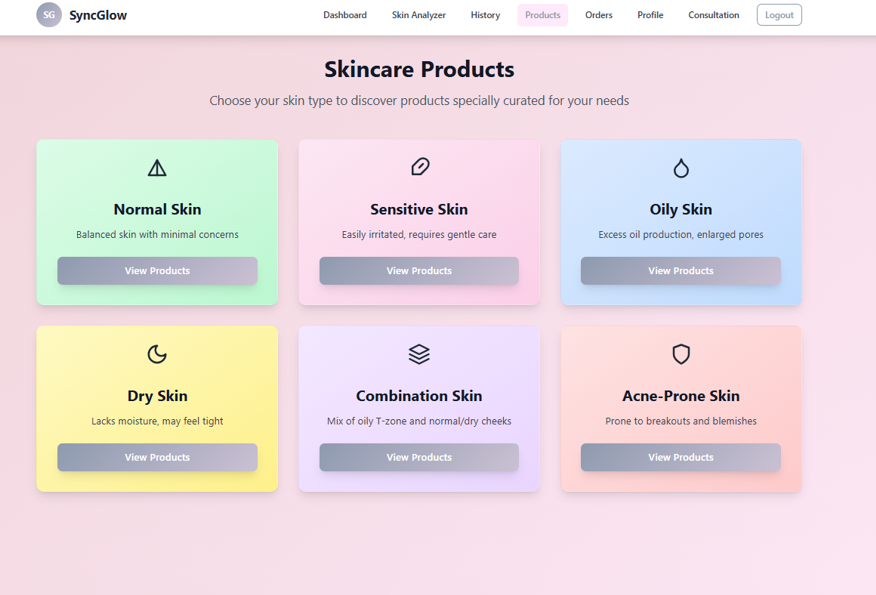 SG SyncGlow Dashboard Skin Analyzer History Products Orders Profile Consultation Logout
Skincare Products
Choose your skin type to discover products specially curated for your needs
Normal Skin
Balanced skin with minimal concerns
View Products
Sensitive Skin
Easily irritated, requires gentle care
View Products
Oily Skin
Excess oil production, enlarged pores
View Products
Dry Skin
Lacks moisture, may feel tight
View Products
Combination Skin
Mix of oily T-zone and normal/dry cheeks
View Products
Acne-Prone Skin
Prone to breakouts and blemishes
View Products